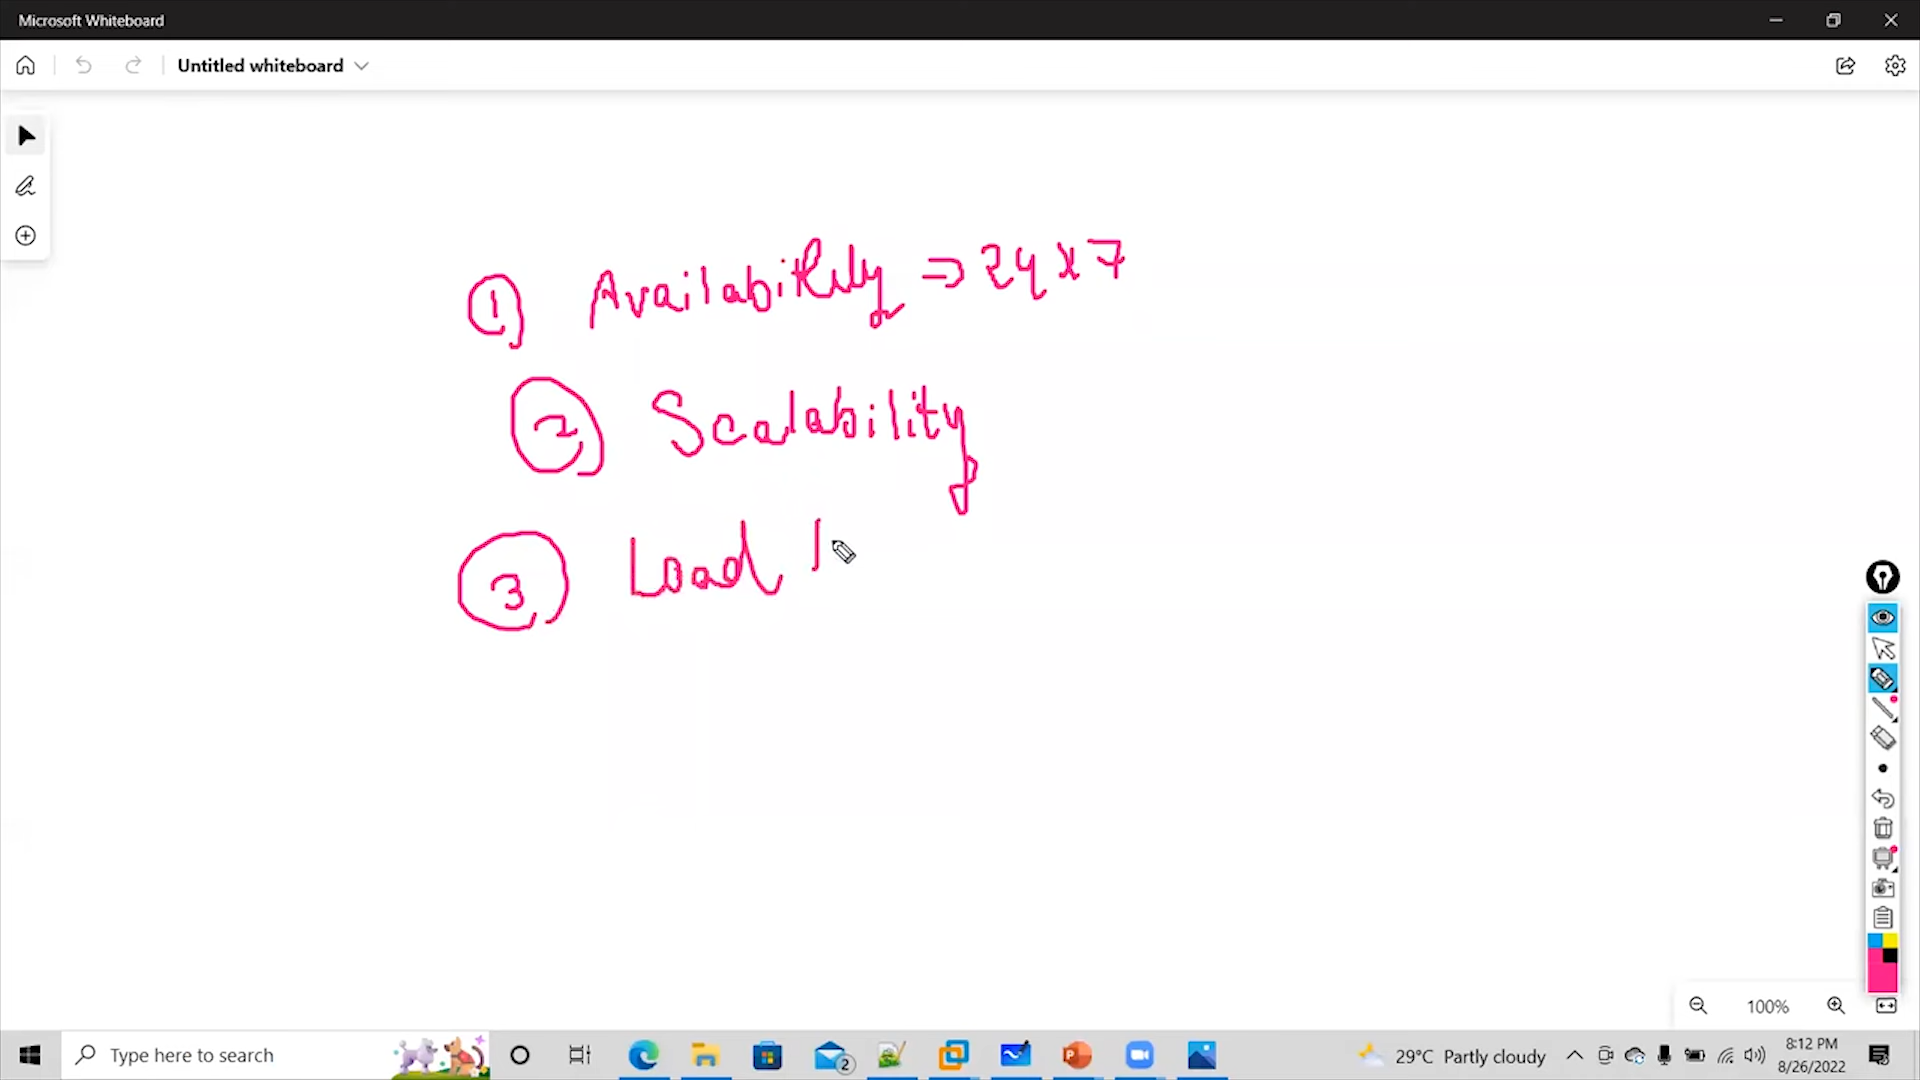 Microsoft Whiteboard
Untitled whiteboard
① Availability => 24x7
② Scalability
③ Load
100%
Type here to search
2
29°C Partly cloudy
8:12 PM
8/26/2022